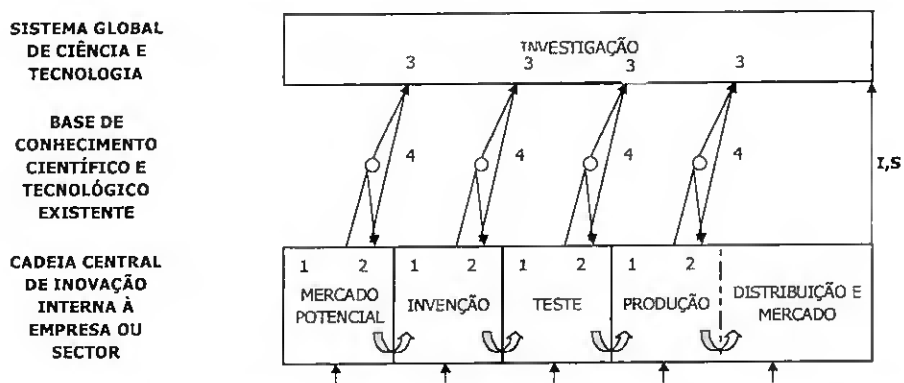 SISTEMA GLOBAL
DE CIÊNCIA E
TECNOLOGIA
INVESTIGAÇÃO
3 3 3 3
BASE DE
CONHECIMENTO
CIENTÍFICO E
TECNOLÓGICO
EXISTENTE
4 4 4 4
I,S
CADEIA CENTRAL
DE INOVAÇÃO
INTERNA À
EMPRESA OU
SECTOR
1 2 1 2 1 2 1 2
MERCADO
POTENCIAL
INVENÇÃO
TESTE
PRODUÇÃO
DISTRIBUIÇÃO E
MERCADO